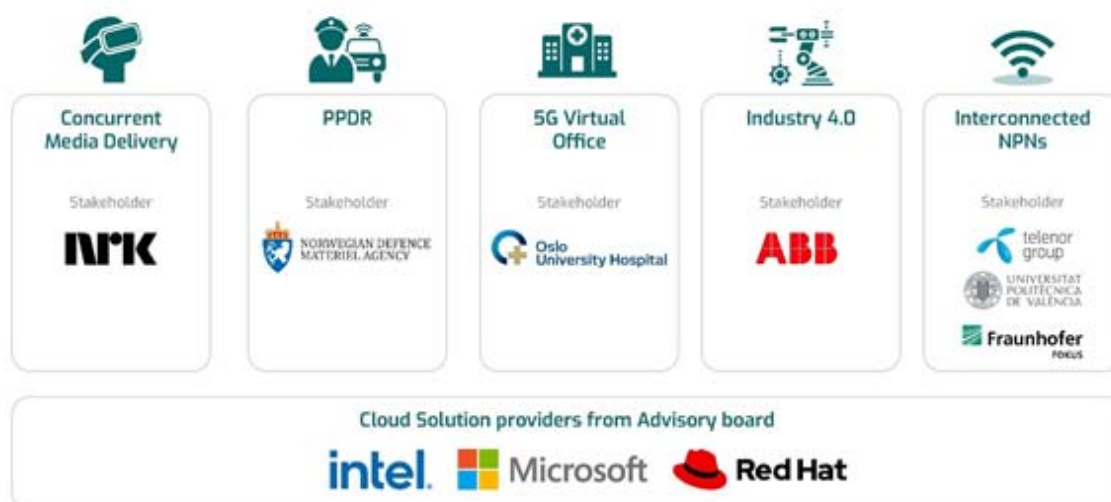 Concurrent
Media Delivery
Stakeholder
NRK
PPDR
Stakeholder
NORWEGIAN DEFENCE
MATERIEL AGENCY
5G Virtual
Office
Stakeholder
Oslo
University Hospital
Industry 4.0
Stakeholder
ABB
Interconnected
NPNs
Stakeholder
telenor
group
UNIVERSITAT
POLITÈCNICA
DE VALÈNCIA
Fraunhofer
FOKUS
Cloud Solution providers from Advisory board
intel.
Microsoft
Red Hat